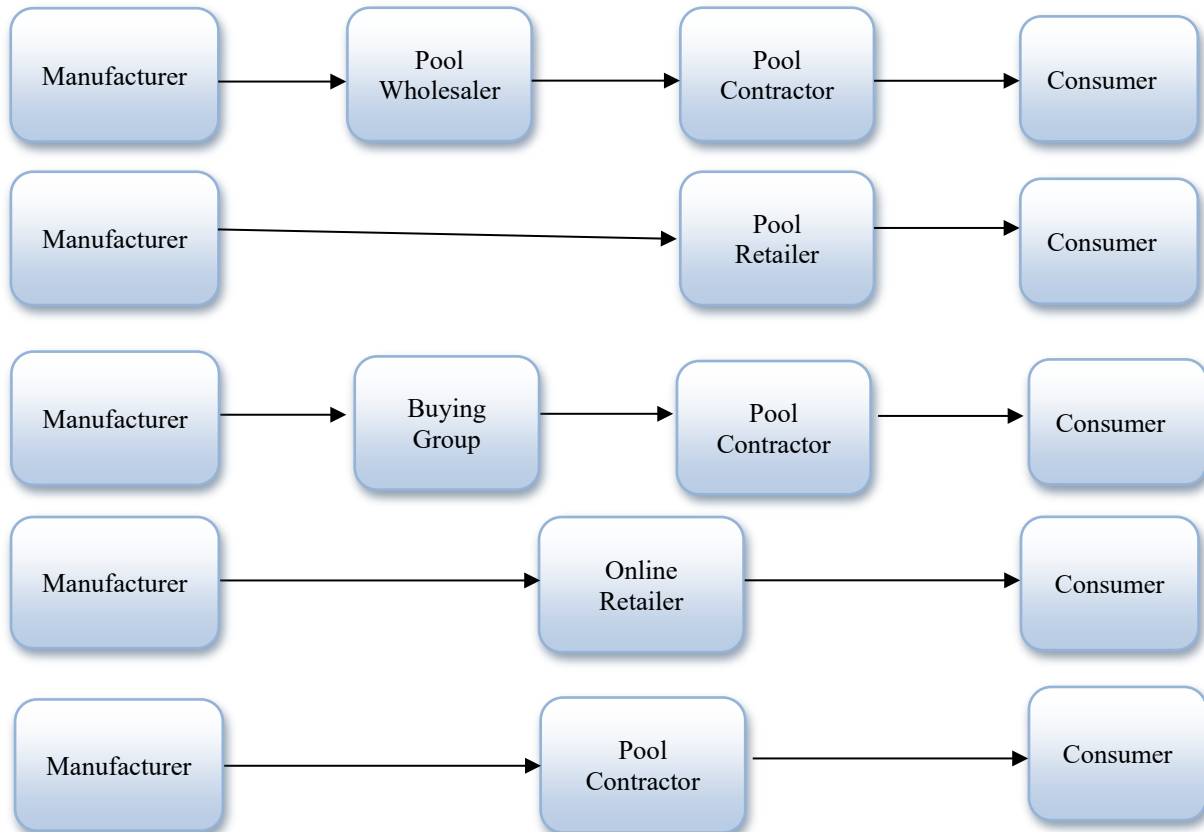 Manufacturer
Pool
Wholesaler
Pool
Contractor
Consumer
Manufacturer
Pool
Retailer
Consumer
Manufacturer
Buying
Group
Pool
Contractor
Consumer
Manufacturer
Online
Retailer
Consumer
Manufacturer
Pool
Contractor
Consumer